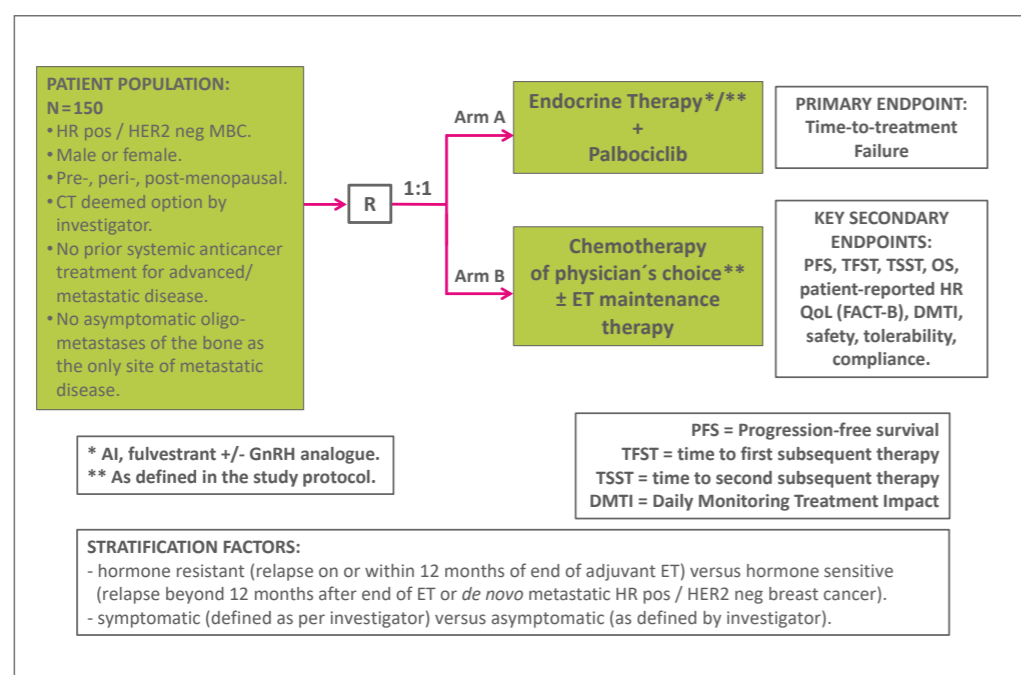 PATIENT POPULATION:
N=150
• HR pos / HER2 neg MBC.
• Male or female.
• Pre-, peri-, post-menopausal.
• CT deemed option by
investigator.
• No prior systemic anticancer
treatment for advanced/
metastatic disease.
• No asymptomatic oligo-
metastases of the bone as
the only site of metastatic
disease.
R
1:1
Arm A
Endocrine Therapy*/**
+
Palbociclib
Arm B
Chemotherapy
of physician´s choice**
± ET maintenance
therapy
PRIMARY ENDPOINT:
Time-to-treatment
Failure
KEY SECONDARY
ENDPOINTS:
PFS, TFST, TSST, OS,
patient-reported HR
QoL (FACT-B), DMTI,
safety, tolerability,
compliance.
* AI, fulvestrant +/- GnRH analogue.
** As defined in the study protocol.
PFS = Progression-free survival
TFST = time to first subsequent therapy
TSST = time to second subsequent therapy
DMTI = Daily Monitoring Treatment Impact
STRATIFICATION FACTORS:
- hormone resistant (relapse on or within 12 months of end of adjuvant ET) versus hormone sensitive
(relapse beyond 12 months after end of ET or de novo metastatic HR pos / HER2 neg breast cancer).
- symptomatic (defined as per investigator) versus asymptomatic (as defined by investigator).